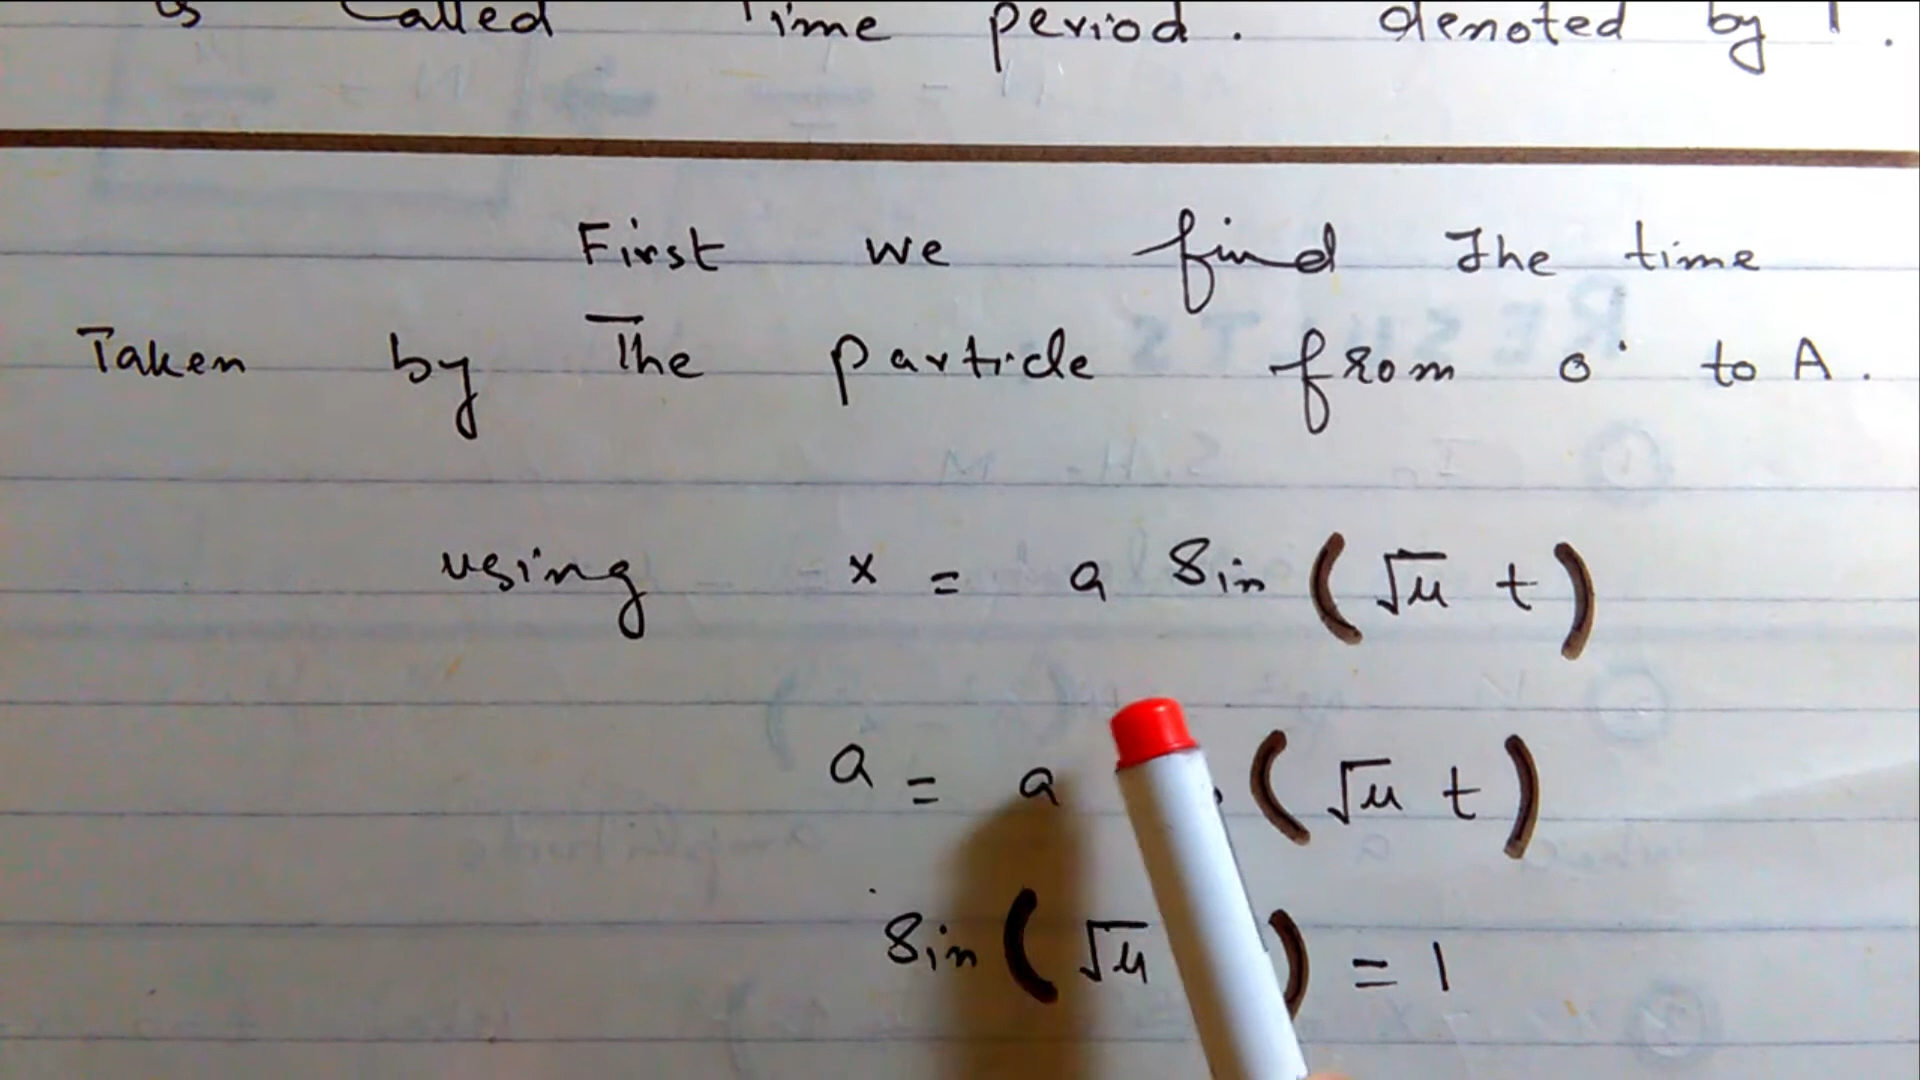 is called Time period. denoted by T.
First we find The time
Taken by The particle from o to A.
using x = a Sin (√μ t)
a = a (√μ t)
Sin (√μ ) = 1